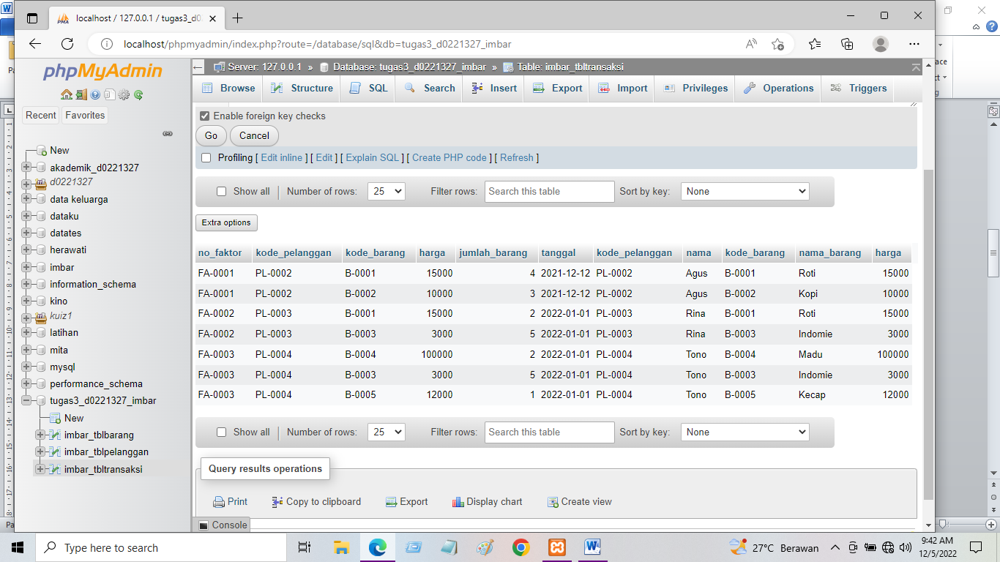 localhost / 127.0.0.1 / tugas3_d0
localhost/phpmyadmin/index.php?route=/database/sql&db=tugas3_d0221327_imbar
phpMyAdmin
Recent Favorites
New
akademik_d0221327
d0221327
data keluarga
dataku
datates
herawati
imbar
information_schema
kino
kuiz1
latihan
mita
mysql
performance_schema
tugas3_d0221327_imbar
New
imbar_tblbarang
imbar_tblpelanggan
imbar_tbltransaksi
Server: 127.0.0.1 » Database: tugas3_d0221327_imbar » Table: imbar_tbltransaksi
Browse Structure SQL Search Insert Export Import Privileges Operations Triggers
Enable foreign key checks
Go Cancel
Profiling [ Edit inline ] [ Edit ] [ Explain SQL ] [ Create PHP code ] [ Refresh ]
Show all | Number of rows: 25 Filter rows: Search this table Sort by key: None
Extra options
no_faktor kode_pelanggan kode_barang harga jumlah_barang tanggal kode_pelanggan nama kode_barang nama_barang harga
FA-0001 PL-0002 B-0001 15000 4 2021-12-12 PL-0002 Agus B-0001 Roti 15000
FA-0001 PL-0002 B-0002 10000 3 2021-12-12 PL-0002 Agus B-0002 Kopi 10000
FA-0002 PL-0003 B-0001 15000 2 2022-01-01 PL-0003 Rina B-0001 Roti 15000
FA-0002 PL-0003 B-0003 3000 5 2022-01-01 PL-0003 Rina B-0003 Indomie 3000
FA-0003 PL-0004 B-0004 100000 2 2022-01-01 PL-0004 Tono B-0004 Madu 100000
FA-0003 PL-0004 B-0003 3000 5 2022-01-01 PL-0004 Tono B-0003 Indomie 3000
FA-0003 PL-0004 B-0005 12000 1 2022-01-01 PL-0004 Tono B-0005 Kecap 12000
Show all | Number of rows: 25 Filter rows: Search this table Sort by key: None
Query results operations
Print Copy to clipboard Export Display chart Create view
Console
Type here to search
27°C Berawan
9:42 AM
12/5/2022